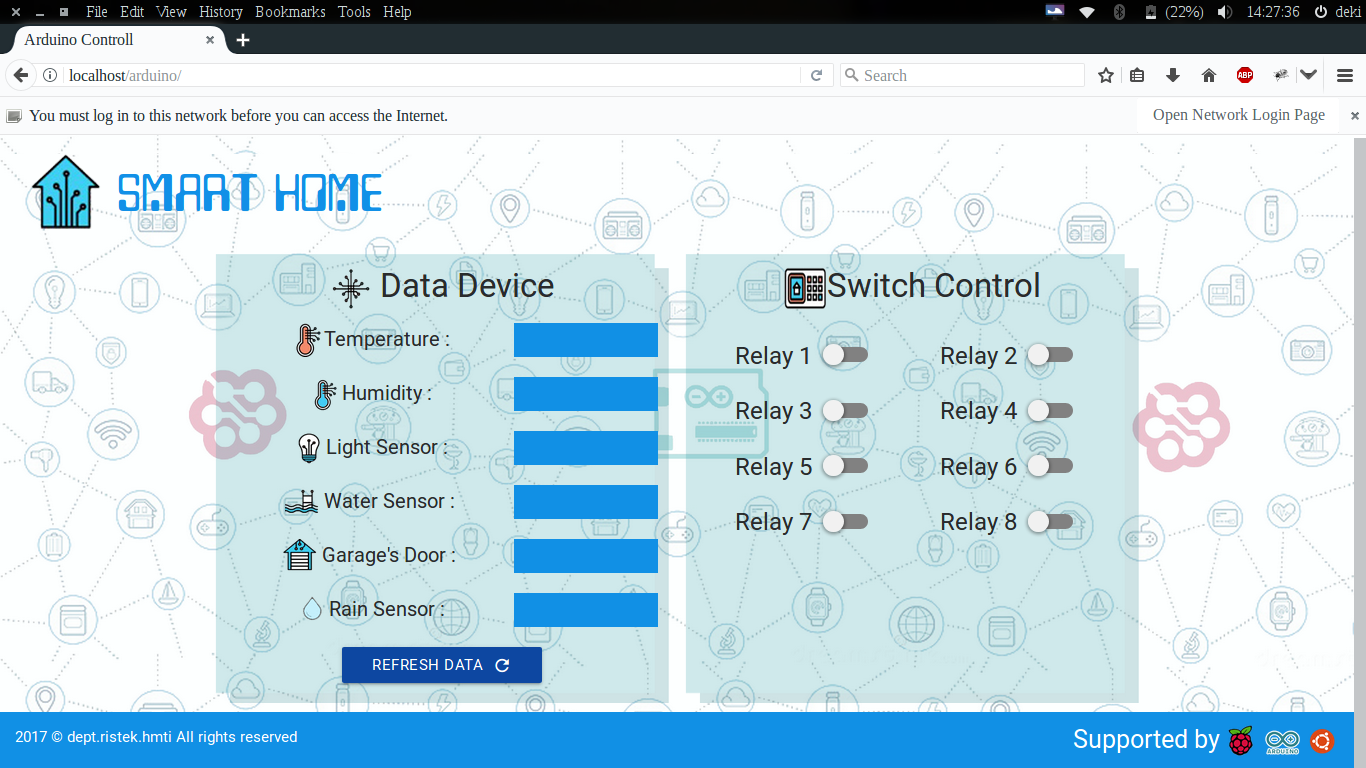 File Edit View History Bookmarks Tools Help (22%) 14:27:36 deki
Arduino Controll
localhost/arduino/ Search
ABP
You must log in to this network before you can access the Internet. Open Network Login Page
SMART HOME
Data Device
Temperature :
Humidity :
Light Sensor :
Water Sensor :
Garage's Door :
Rain Sensor :
REFRESH DATA
Switch Control
Relay 1 Relay 2
Relay 3 Relay 4
Relay 5 Relay 6
Relay 7 Relay 8
2017 © dept.ristek.hmti All rights reserved
Supported by
ARDUINO